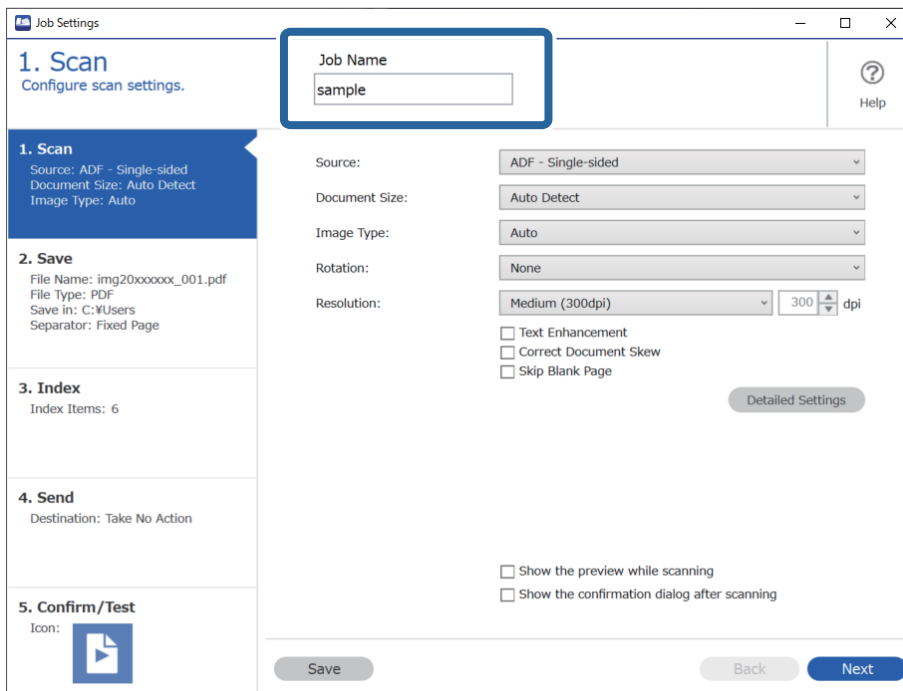 Job Settings
1. Scan
Configure scan settings.
Job Name
sample
Help
1. Scan
Source: ADF - Single-sided
Document Size: Auto Detect
Image Type: Auto
2. Save
File Name: img20xxxxxx_001.pdf
File Type: PDF
Save in: C:¥Users
Separator: Fixed Page
3. Index
Index Items: 6
4. Send
Destination: Take No Action
5. Confirm/Test
Icon:
Source: ADF - Single-sided
Document Size: Auto Detect
Image Type: Auto
Rotation: None
Resolution: Medium (300dpi) 300 dpi
Text Enhancement
Correct Document Skew
Skip Blank Page
Detailed Settings
Show the preview while scanning
Show the confirmation dialog after scanning
Save Back Next